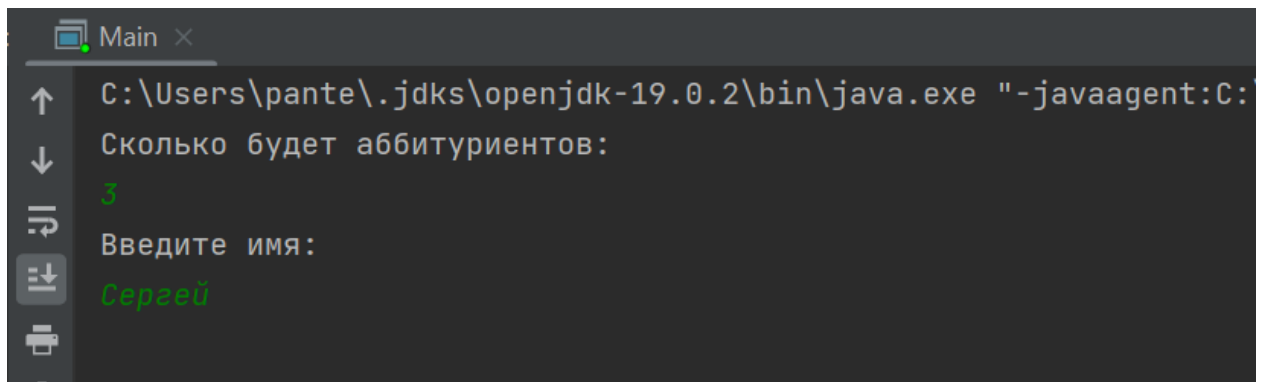 Main
C:\Users\pante\.jdks\openjdk-19.0.2\bin\java.exe "-javaagent:C:\
Сколько будет аббитуриентов:
3
Введите имя:
Сергей